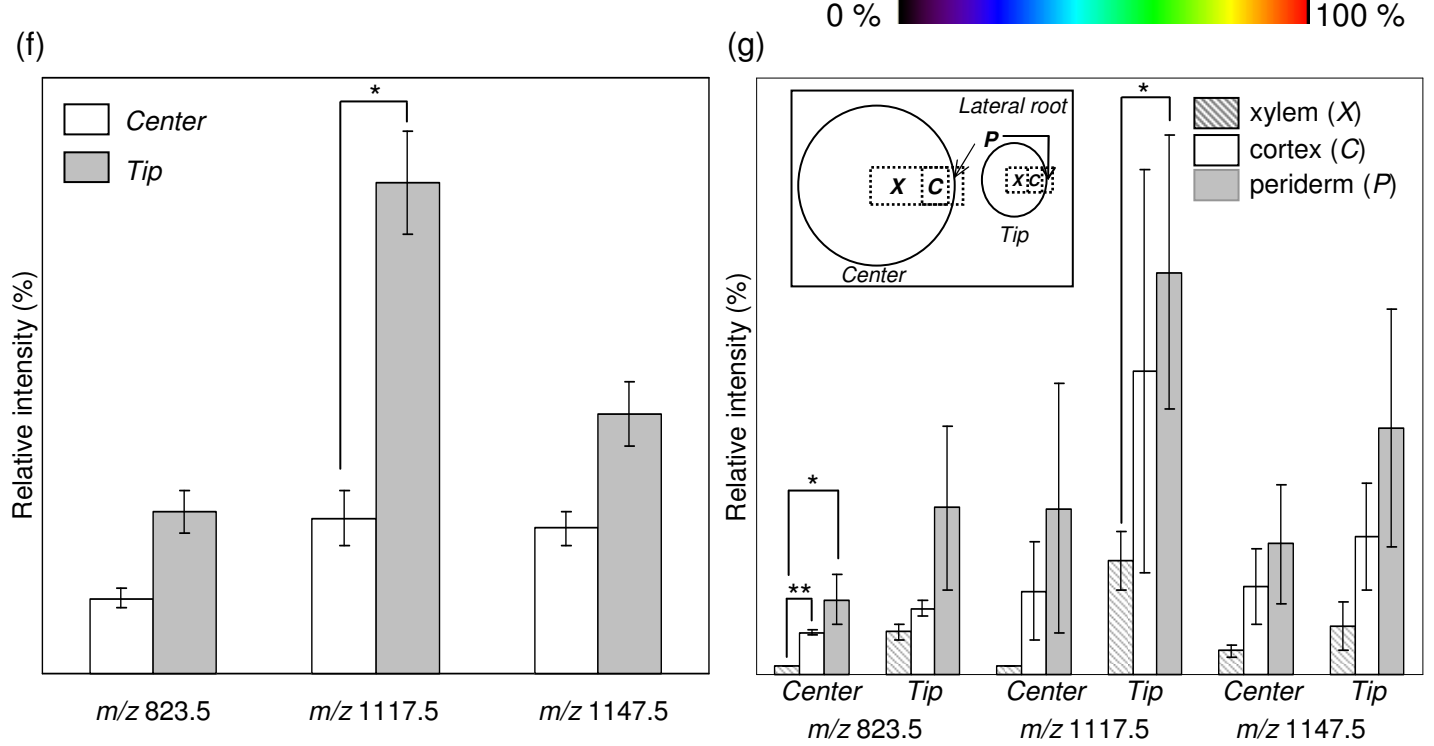 0 % 100 %
(f)
*
Center
Tip
Relative intensity (%)
m/z 823.5 m/z 1117.5 m/z 1147.5
(g)
Lateral root
P
X C X C
Tip
Center
*
xylem (X)
cortex (C)
periderm (P)
Relative intensity (%)
*
**
Center Tip Center Tip Center Tip
m/z 823.5 m/z 1117.5 m/z 1147.5